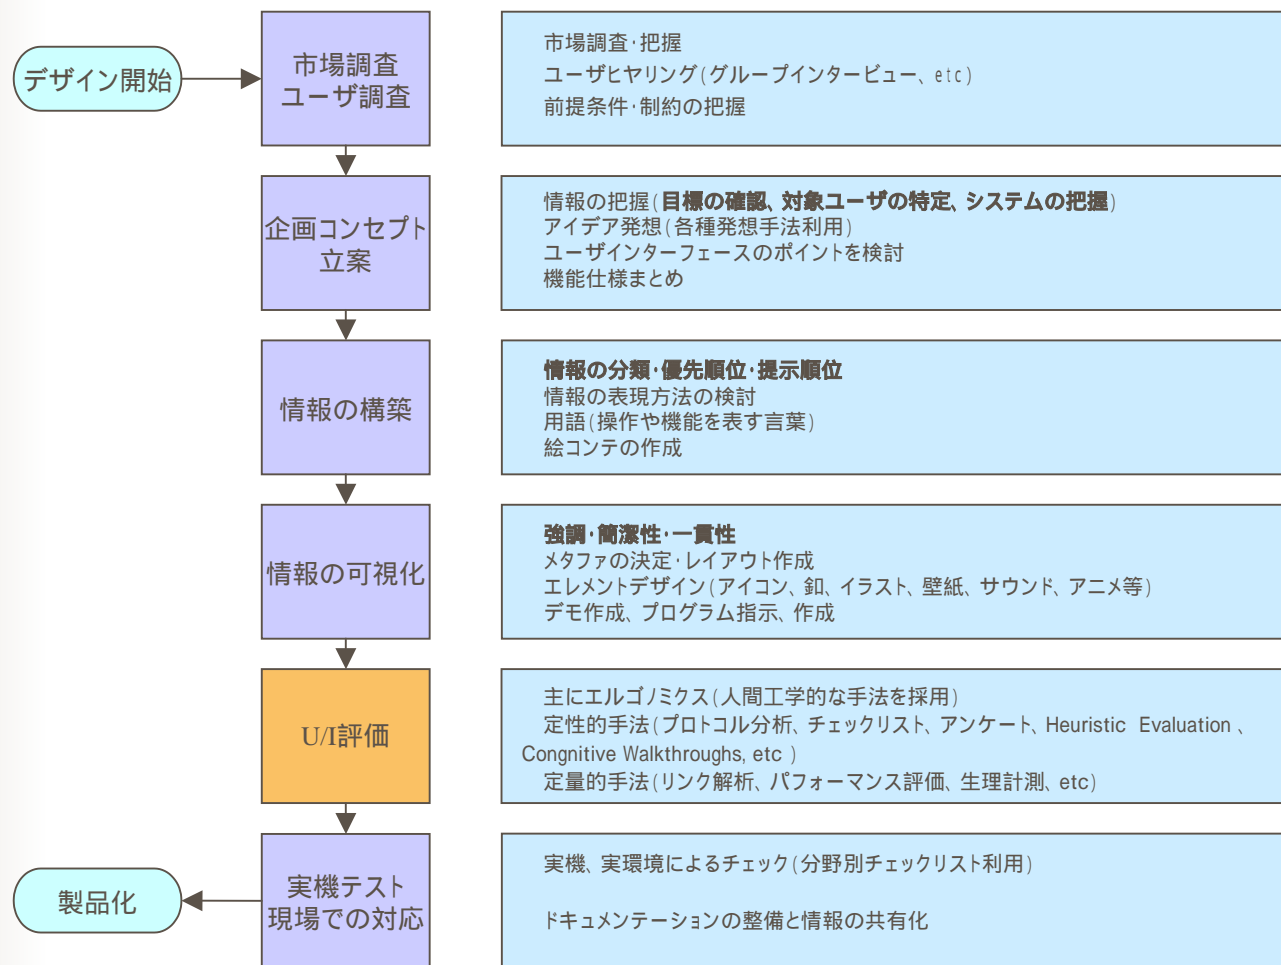 デザイン開始
市場調査
ユーザ調査
市場調査・把握
ユーザヒヤリング(グループインタービュー、etc)
前提条件・制約の把握
企画コンセプト
立案
情報の把握(目標の確認、対象ユーザの特定、システムの把握)
アイデア発想(各種発想手法利用)
ユーザインターフェースのポイントを検討
機能仕様まとめ
情報の構築
情報の分類・優先順位・提示順位
情報の表現方法の検討
用語(操作や機能を表す言葉)
絵コンテの作成
情報の可視化
強調・簡潔性・一貫性
メタファの決定・レイアウト作成
エレメントデザイン(アイコン、釦、イラスト、壁紙、サウンド、アニメ等)
デモ作成、プログラム指示、作成
U/I評価
主にエルゴノミクス(人間工学的な手法を採用)
定性的手法(プロトコル分析、チェックリスト、アンケート、Heuristic Evaluation、
Congnitive Walkthroughs, etc )
定量的手法(リンク解析、パフォーマンス評価、生理計測、etc)
製品化
実機テスト
現場での対応
実機、実環境によるチェック(分野別チェックリスト利用)
ドキュメンテーションの整備と情報の共有化